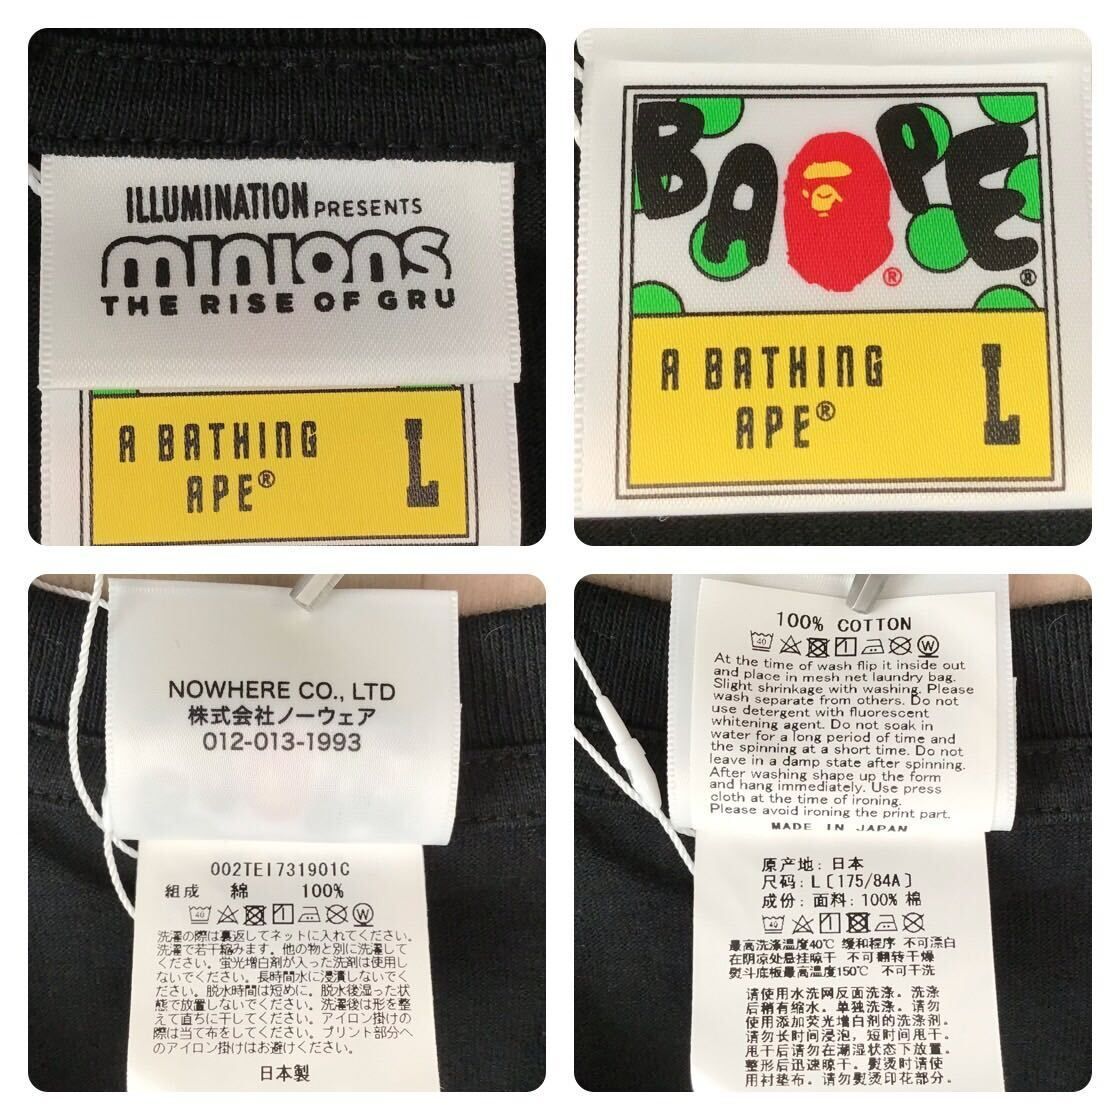 ILLUMINATION PRESENTS
minions
THE RISE OF GRU
A BATHING
APE®
L
BAPE
®
®
A BATHING
APE®
L
NOWHERE CO., LTD
株式会社ノーウェア
012-013-1993
002TEI731901C
組成 綿 100%
40
W
洗濯の際は裏返してネットに入れてください。
洗濯で若干縮みます。他の物と別に洗濯して
ください。蛍光増白剤が入った洗剤は使用し
ないでください。長時間水に浸漬しないでく
ださい。脱水時間は短めに。脱水後湿った状
態で放置しないでください。洗濯後は形を整
えて直ちに干してください。アイロン掛けの
際は当て布をしてください。プリント部分へ
のアイロン掛けはお避けください。
日本製
100% COTTON
40
W
At the time of wash flip it inside out
and place in mesh net laundry bag.
Slight shrinkage with washing. Please
wash separate from others. Do not
use detergent with fluorescent
whitening agent. Do not soak in
water for a long period of time and
the spinning at a short time. Do not
leave in a damp state after spinning.
After washing shape up the form
and hang immediately. Use press
cloth at the time of ironing.
Please avoid ironing the print part.
MADE IN JAPAN
原产地: 日本
尺码: L [175/84A]
成份: 面料: 100% 棉
40
最高洗涤温度40℃ 缓和程序 不可漂白
在阴凉处悬挂晾干 不可翻转干燥
熨斗底板最高温度150℃ 不可干洗
请使用水洗网反面洗涤。洗涤
后稍有缩水。单独洗涤。请勿
使用添加荧光增白剂的洗涤剂。
请勿长时间浸泡，短时间甩干。
甩干后请勿在潮湿状态下放置。
整形后迅速晾干。熨烫时请使
用衬垫布。请勿熨烫印花部分。